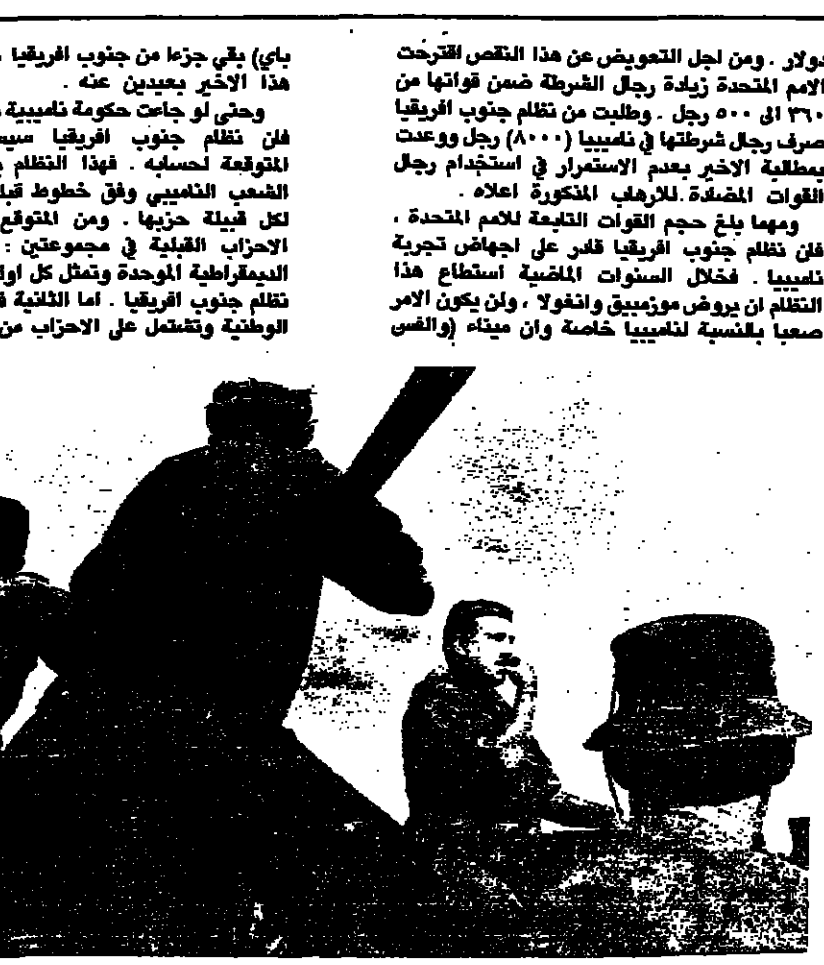 دولار . ومن اجل التعويض عن هذا النقص اقترحت
الامم المتحدة زيادة رجال الشرطة ضمن قواتها من
٣٦٠ الى ٥٠٠ رجل . وطلبت من نظام جنوب افريقيا
صرف رجال شرطتها في ناميبيا (٨٠٠٠) رجل ووعدت
بمطالبة الاخير بعدم الاستمرار في استخدام رجال
القوات المضادة للارهاب المذكورة اعلاه .
ومهما بلغ حجم القوات التابعة للامم المتحدة ،
فان نظام جنوب افريقيا قادر على اجهاض تجربة
ناميبيا . فخلال السنوات الماضية استطاع هذا
النظام ان يروض موزمبيق وانغولا ، ولن يكون الامر
صعبا بالنسبة لناميبيا خاصة وان ميناء (والفس
باي) بقي جزءا من جنوب افريقيا .
هذا الاخير بعيدين عنه .
وحتى لو جاءت حكومة ناميبية
فان نظام جنوب افريقيا
المتوقعة لحسابه . فهذا النظام
الشعب الناميبي وفق خطوط
لكل قبيلة حزبها . ومن المتوقع
الاحزاب القبلية في مجموعتين :
الديمقراطية الموحدة وتمثل كل
نظام جنوب افريقيا . اما الثانية
الوطنية وتشتمل على الاحزاب من